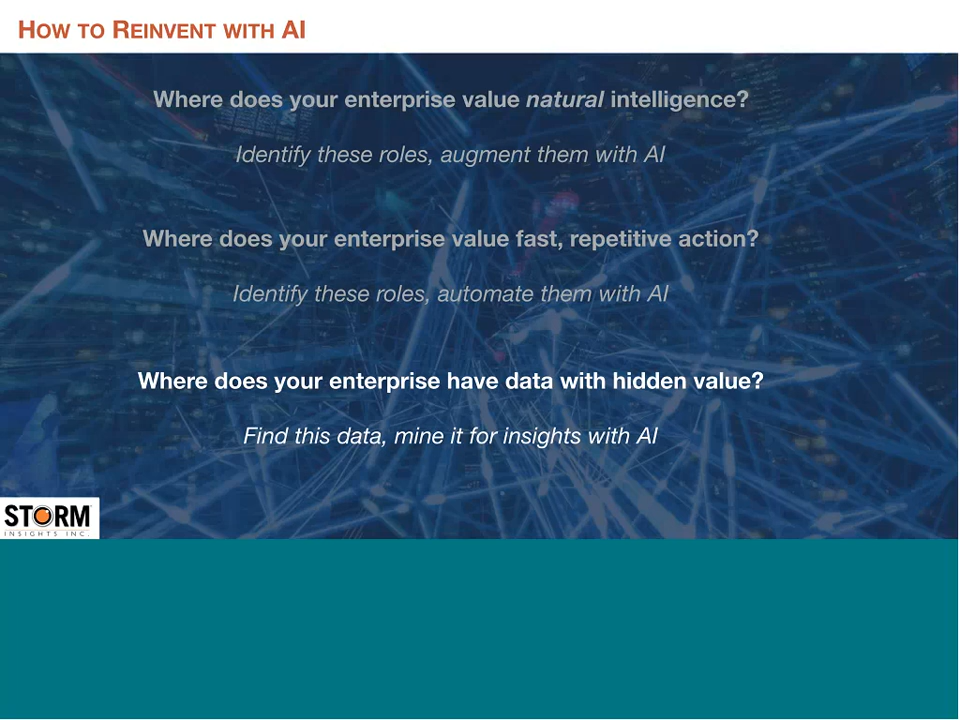 HOW TO REINVENT WITH AI
Where does your enterprise value natural intelligence?
Identify these roles, augment them with AI
Where does your enterprise value fast, repetitive action?
Identify these roles, automate them with AI
Where does your enterprise have data with hidden value?
Find this data, mine it for insights with AI
STORM
INSIGHTS INC.